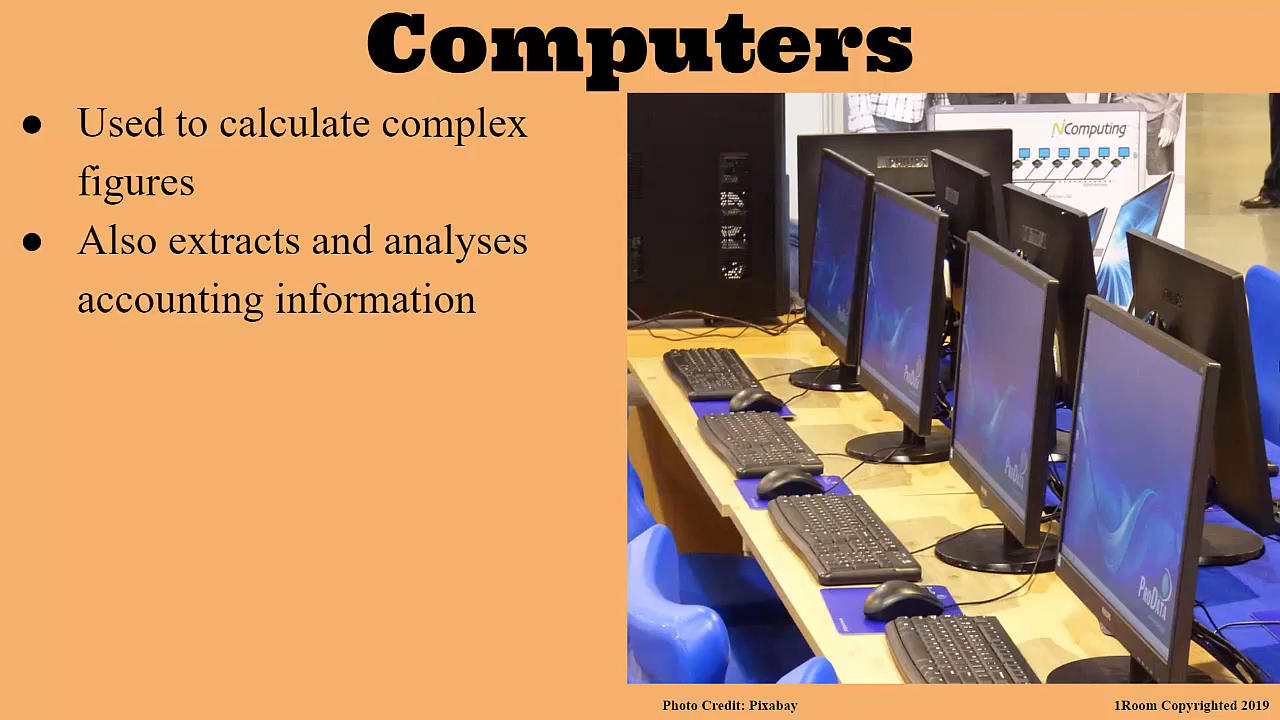 Computers
● Used to calculate complex
figures
● Also extracts and analyses
accounting information
NComputing
PHILIPS
ProData
ProData
ProData
Photo Credit: Pixabay
1Room Copyrighted 2019